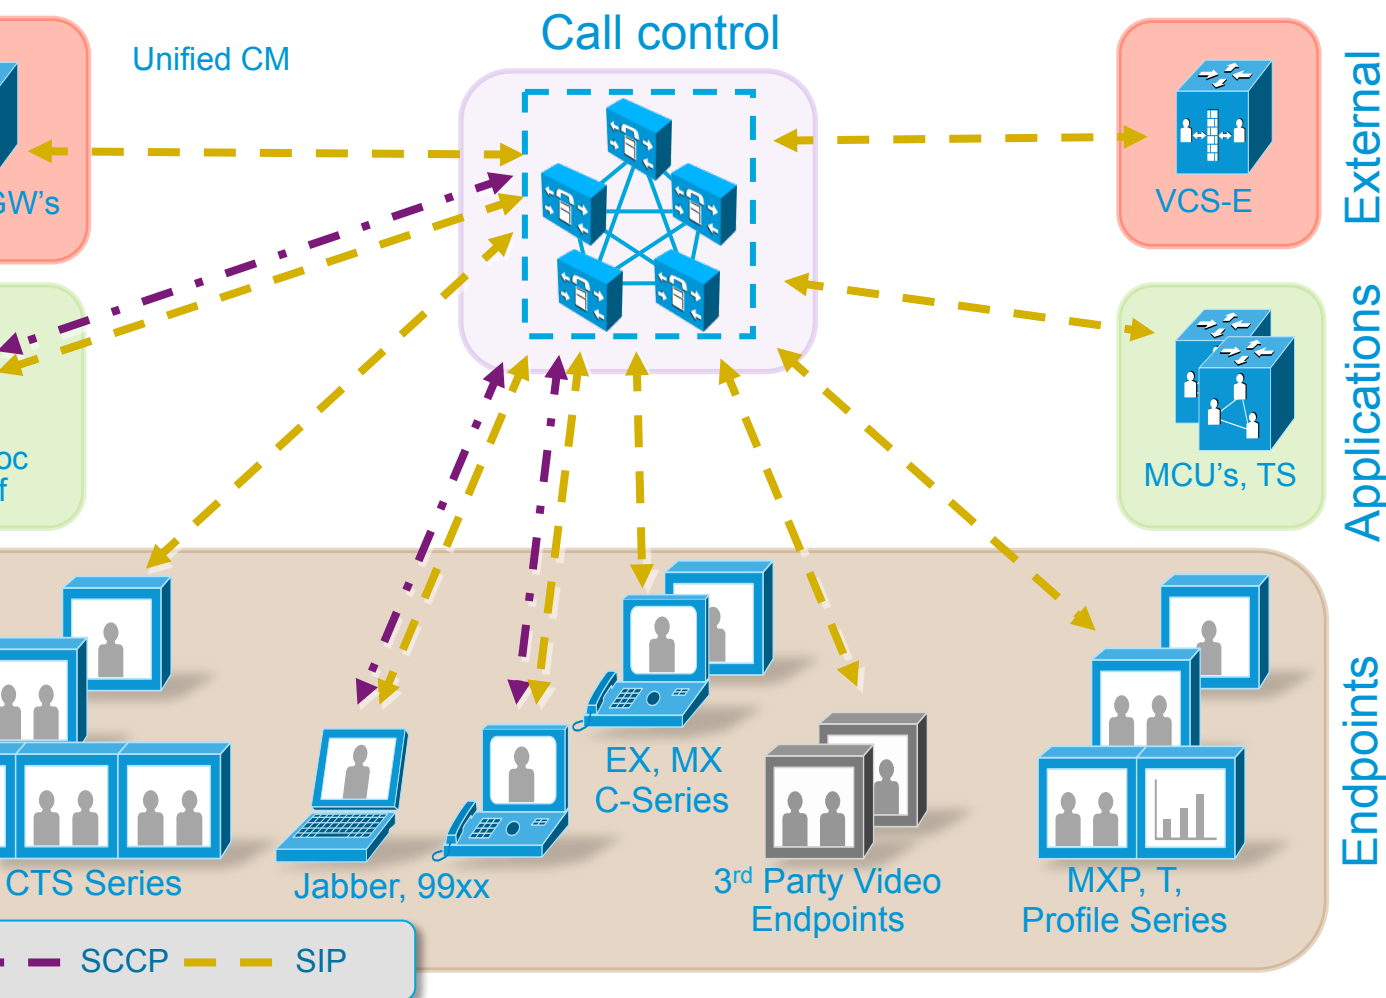 Call control
Unified CM
External
GW's
VCS-E
Applications
oc
f
MCU's, TS
Endpoints
EX, MX
C-Series
CTS Series
Jabber, 99xx
3rd Party Video
Endpoints
MXP, T,
Profile Series
SCCP
SIP